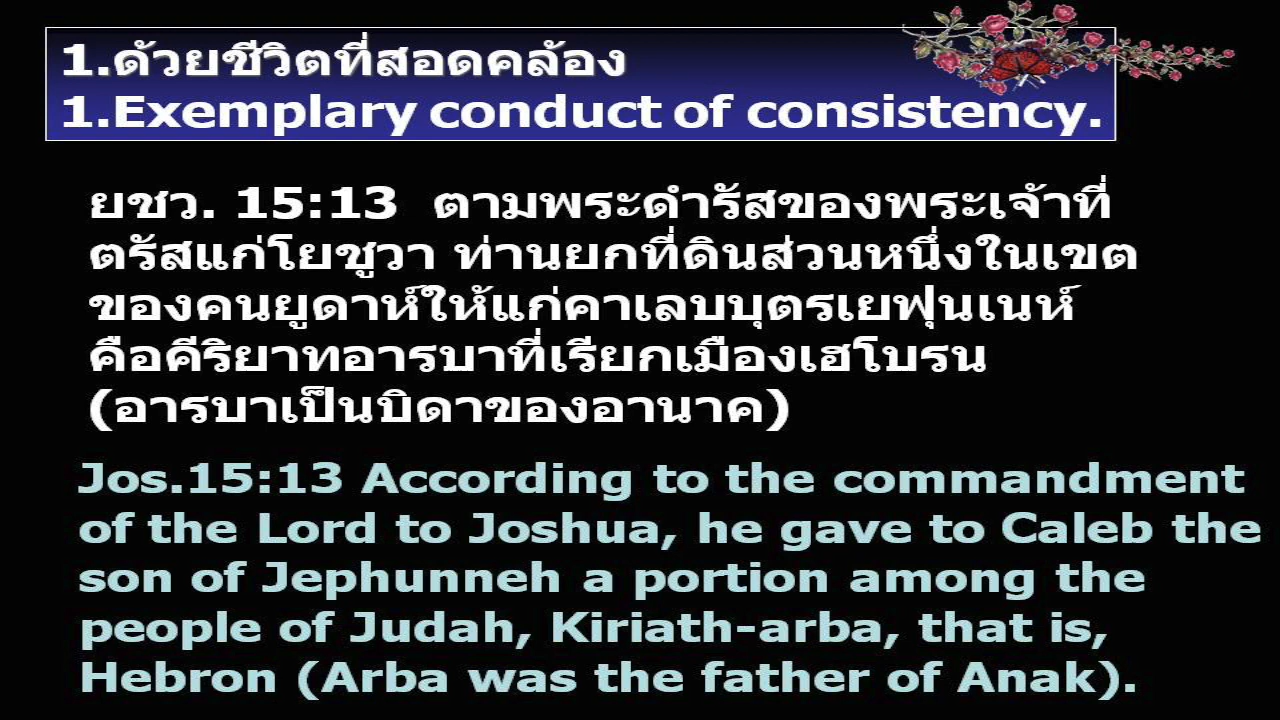 1.ด้วยชีวิตที่สอดคล้อง
1.Exemplary conduct of consistency.
ยชว. 15:13 ตามพระดำรัสของพระเจ้าที่
ตรัสแก่โยชูวา ท่านยกที่ดินส่วนหนึ่งในเขต
ของคนยูดาห์ให้แก่คาเลบบุตรเยฟุนเนห์
คือคีริยาทอารบาที่เรียกเมืองเฮโบรน
(อารบาเป็นบิดาของอานาค)
Jos.15:13 According to the commandment
of the Lord to Joshua, he gave to Caleb the
son of Jephunneh a portion among the
people of Judah, Kiriath-arba, that is,
Hebron (Arba was the father of Anak).